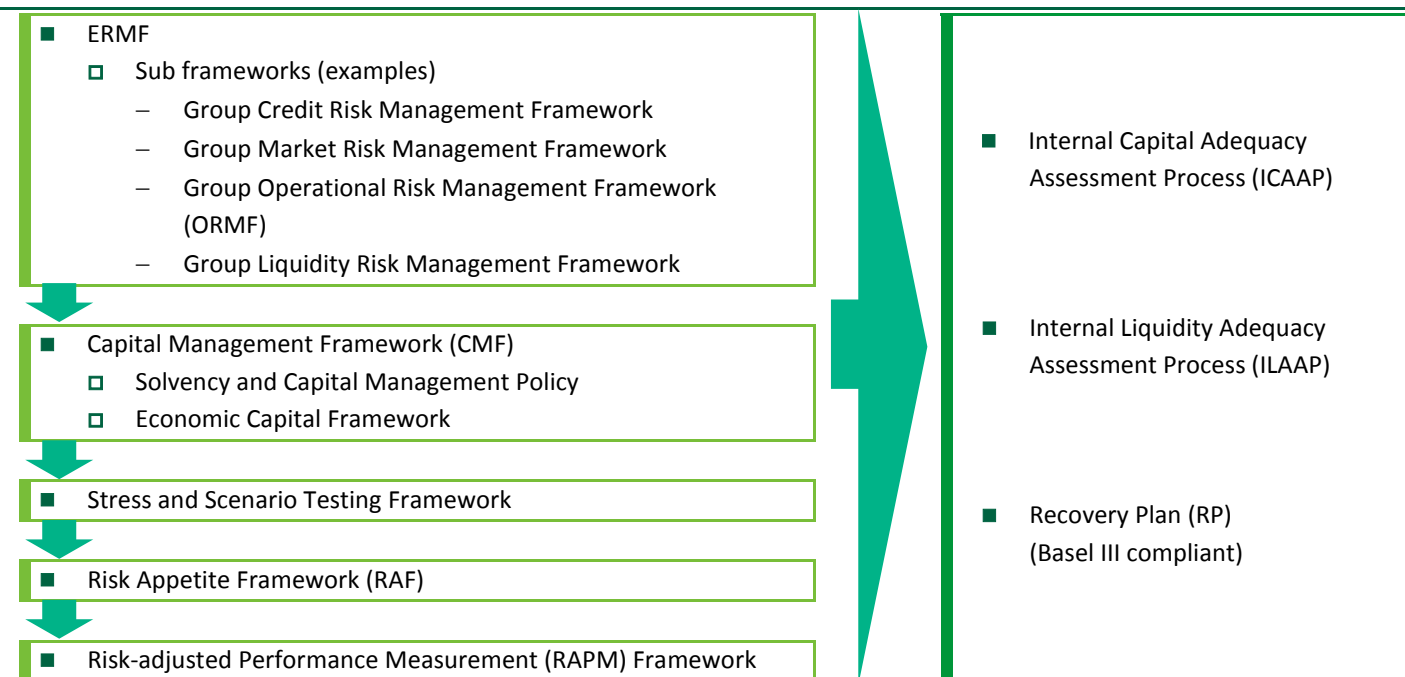 ERMF
Sub frameworks (examples)
– Group Credit Risk Management Framework
– Group Market Risk Management Framework
– Group Operational Risk Management Framework
(ORMF)
– Group Liquidity Risk Management Framework
Capital Management Framework (CMF)
Solvency and Capital Management Policy
Economic Capital Framework
Stress and Scenario Testing Framework
Risk Appetite Framework (RAF)
Risk-adjusted Performance Measurement (RAPM) Framework
Internal Capital Adequacy
Assessment Process (ICAAP)
Internal Liquidity Adequacy
Assessment Process (ILAAP)
Recovery Plan (RP)
(Basel III compliant)